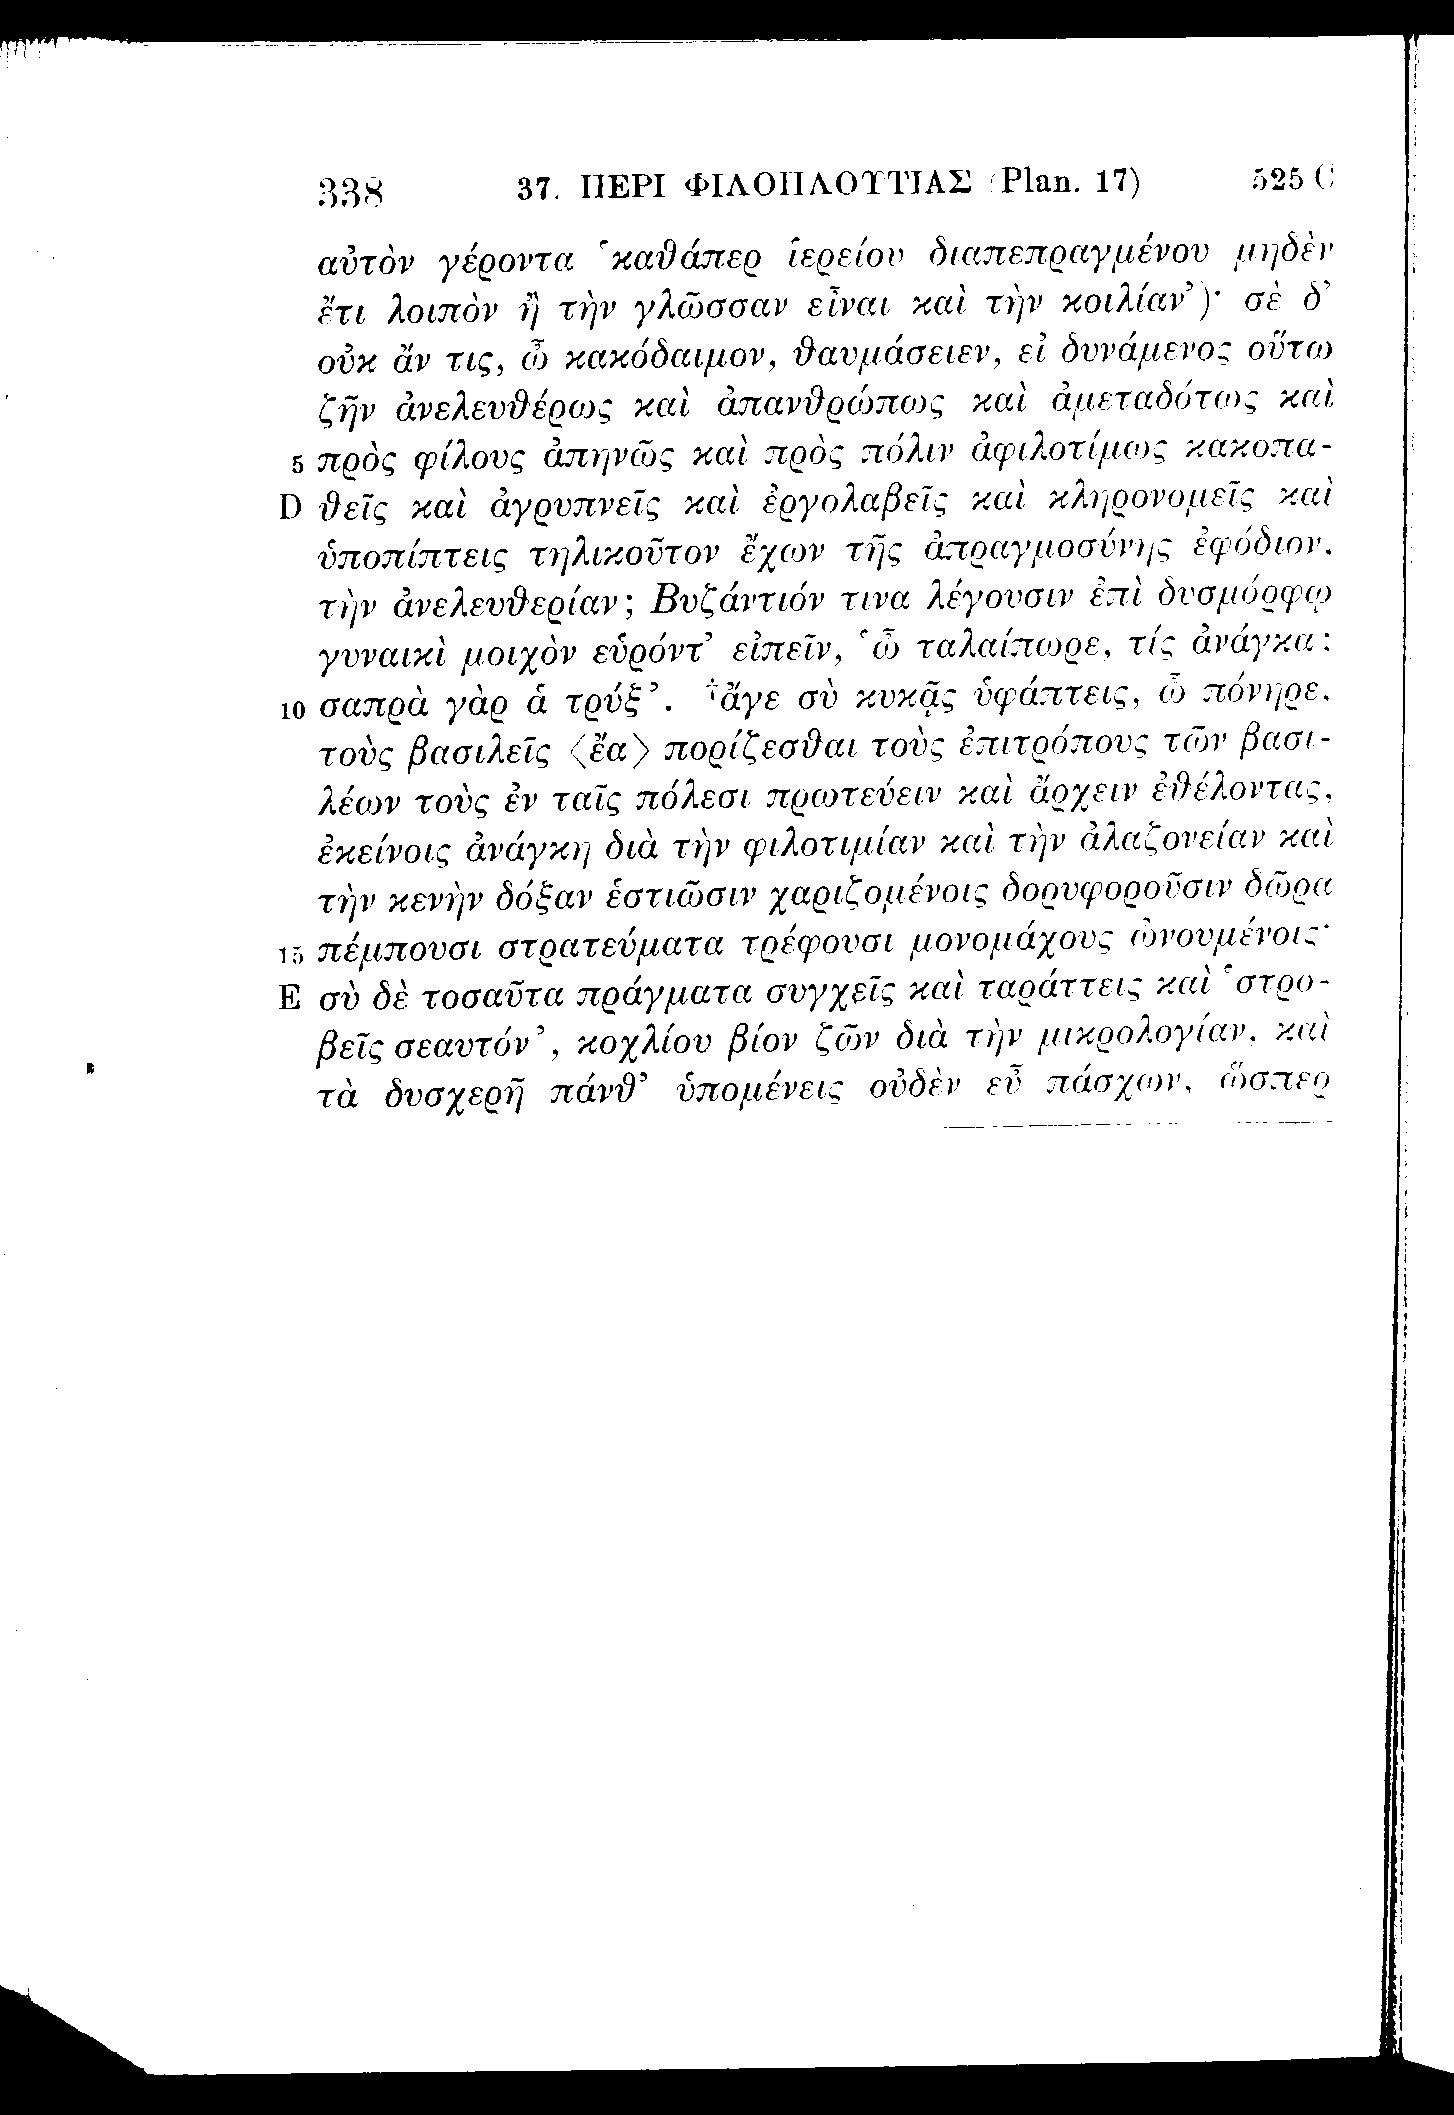 338 37. ΠΕΡΙ ΦΙΛΟΠΛΟΥΤΙΑΣ (Plan. 17) 525 C
αὐτὸν γέροντα ‘καθάπερ ἱερείου διαπεπραγμένου μηδὲν
ἔτι λοιπὸν ἢ τὴν γλῶσσαν εἶναι καὶ τὴν κοιλίαν’)· σὲ δ’
οὐκ ἄν τις, ὦ κακόδαιμον, θαυμάσειεν, εἰ δυνάμενος οὕτω
ζῆν ἀνελευθέρως καὶ ἀπανθρώπως καὶ ἀμεταδότως καὶ
5 πρὸς φίλους ἀπηνῶς καὶ πρὸς πόλιν ἀφιλοτίμως κακοπα-
D θεῖς καὶ ἀγρυπνεῖς καὶ ἐργολαβεῖς καὶ κληρονομεῖς καὶ
ὑποπίπτεις τηλικοῦτον ἔχων τῆς ἀπραγμοσύνης ἐφόδιον,
τὴν ἀνελευθερίαν; Βυζάντιόν τινα λέγουσιν ἐπὶ δυσμόρφῳ
γυναικὶ μοιχὸν εὑρόντ’ εἰπεῖν, ‘ὦ ταλαίπωρε, τίς ἀνάγκα;
10 σαπρὰ γὰρ ἁ τρύξ’. †ἄγε σὺ κυκᾷς ὑφάπτεις, ὦ πόνηρε.
τοὺς βασιλεῖς ⟨ἔα⟩ πορίζεσθαι τοὺς ἐπιτρόπους τῶν βασι-
λέων τοὺς ἐν ταῖς πόλεσι πρωτεύειν καὶ ἄρχειν ἐθέλοντας,
ἐκείνοις ἀνάγκη διὰ τὴν φιλοτιμίαν καὶ τὴν ἀλαζονείαν καὶ
τὴν κενὴν δόξαν ἑστιῶσιν χαριζομένοις δορυφοροῦσιν δῶρα
15 πέμπουσι στρατεύματα τρέφουσι μονομάχους ὠνουμένοις·
E σὺ δὲ τοσαῦτα πράγματα συγχεῖς καὶ ταράττεις καὶ ‘στρο-
βεῖς σεαυτόν’, κοχλίου βίον ζῶν διὰ τὴν μικρολογίαν, καὶ
τὰ δυσχερῆ πάνθ’ ὑπομένεις οὐδὲν εὖ πάσχων, ὥσπερ